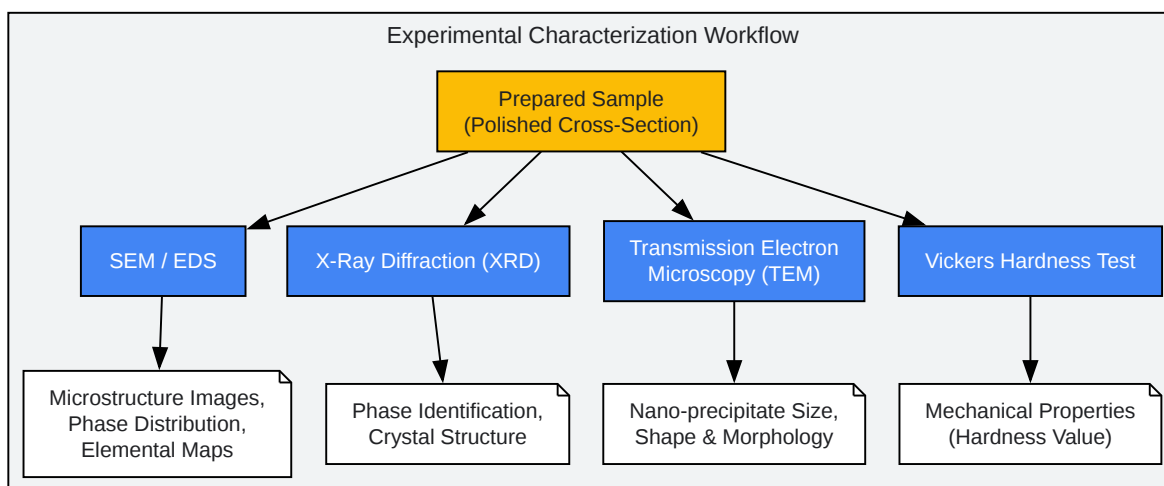 Experimental Characterization Workflow
Prepared Sample
(Polished Cross-Section)
SEM / EDS
X-Ray Diffraction (XRD)
Transmission Electron
Microscopy (TEM)
Vickers Hardness Test
Microstructure Images,
Phase Distribution,
Elemental Maps
Phase Identification,
Crystal Structure
Nano-precipitate Size,
Shape & Morphology
Mechanical Properties
(Hardness Value)